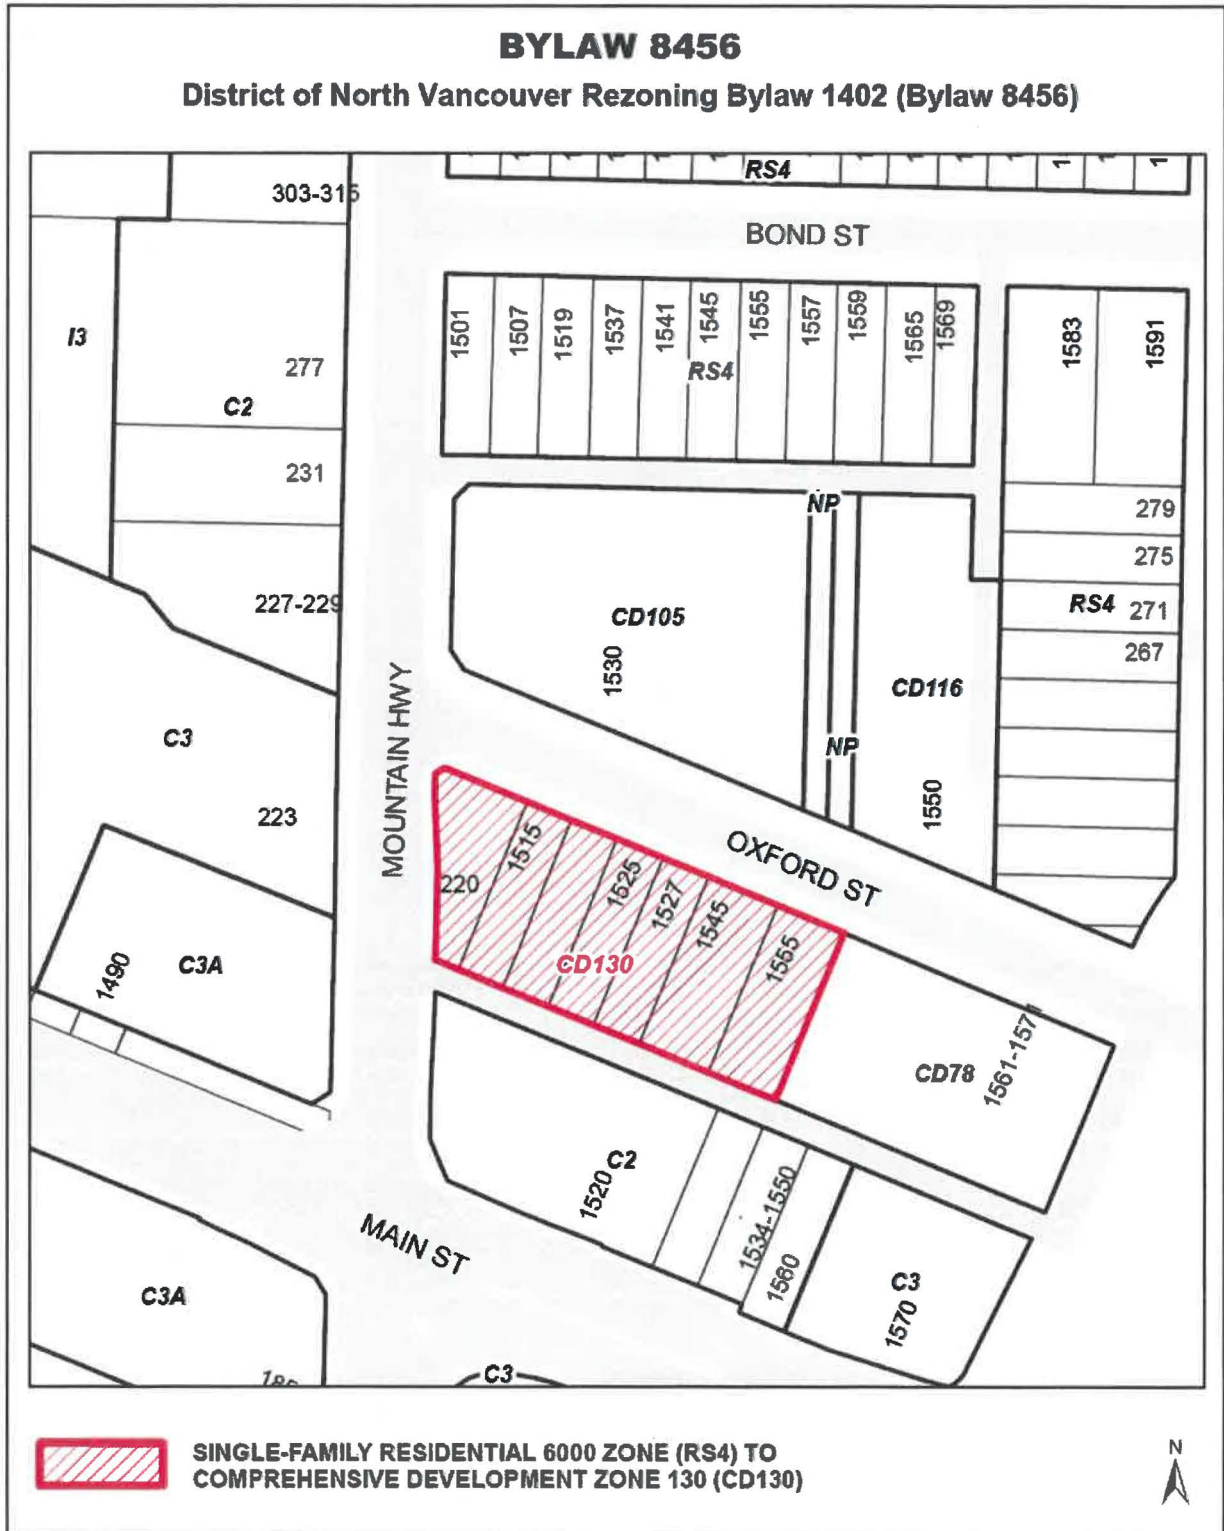 BYLAW 8456
District of North Vancouver Rezoning Bylaw 1402 (Bylaw 8456)
303-315
RS4
BOND ST
I3
277
C2
231
227-229
1501
1507
1519
1537
1541
1545
1555
1557
1559
1565
1569
RS4
1583
1591
279
275
RS4
271
267
NP
CD105
1530
CD116
NP
1550
MOUNTAIN HWY
C3
223
OXFORD ST
220
1515
1525
1527
1545
1555
CD130
C3A
1490
CD78
1561-1571
C2
1520
1534-1550
1560
MAIN ST
C3A
C3
1570
C3
SINGLE-FAMILY RESIDENTIAL 6000 ZONE (RS4) TO
COMPREHENSIVE DEVELOPMENT ZONE 130 (CD130)
N